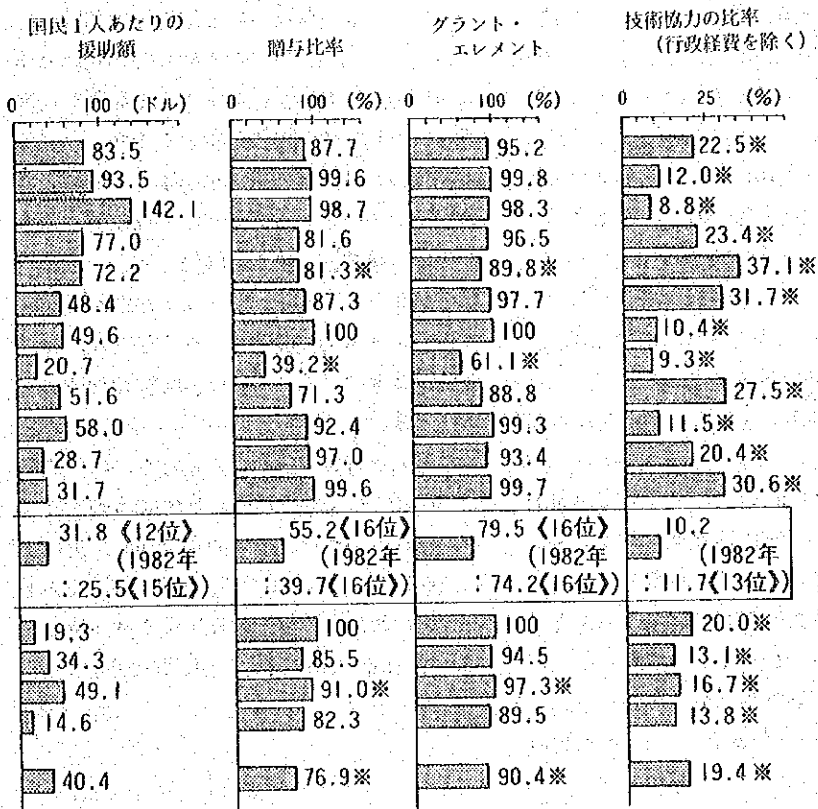 国民1人あたりの 援助額
贈与比率
グラント・ エレメント
技術協力の比率 (行政経費を除く)
0 100 (ドル) 0 100 (%) 0 100 (%) 0 25 (%)
83.5 87.7 95.2 22.5※
93.5 99.6 99.8 12.0※
142.1 98.7 98.3 8.8※
77.0 81.6 96.5 23.4※
72.2 81.3※ 89.8※ 37.1※
48.4 87.3 97.7 31.7※
49.6 100 100 10.4※
20.7 39.2※ 61.1※ 9.3※
51.6 71.3 88.8 27.5※
58.0 92.4 99.3 11.5※
28.7 97.0 93.4 20.4※
31.7 99.6 99.7 30.6※
31.8《12位》 55.2《16位》 79.5《16位》 10.2
(1982年 (1982年 (1982年 (1982年
:25.5《15位》) :39.7《16位》) :74.2《16位》) :11.7《13位》)
19.3 100 100 20.0※
34.3 85.5 94.5 13.1※
49.1 91.0※ 97.3※ 16.7※
14.6 82.3 89.5 13.8※
40.4 76.9※ 90.4※ 19.4※